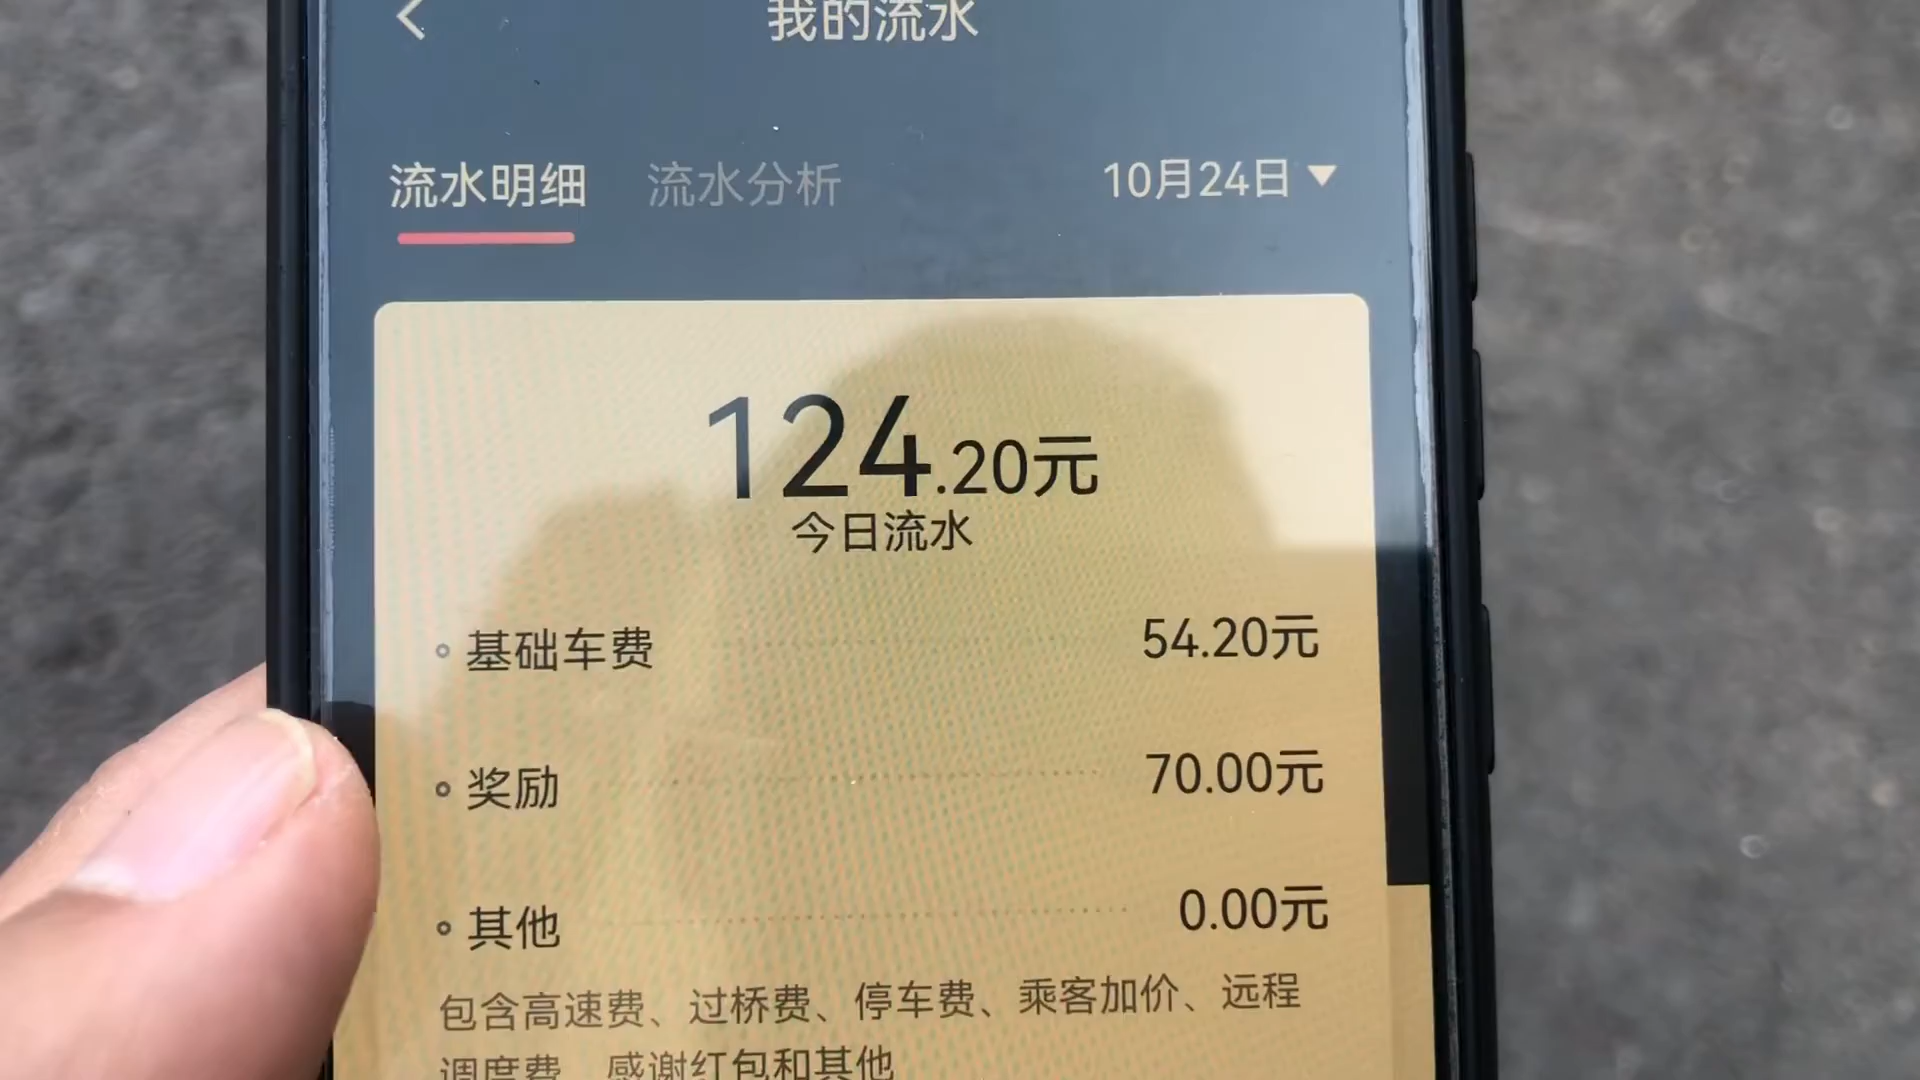 我的流水
流水明细 流水分析 10月24日
124.20元
今日流水
基础车费 54.20元
奖励 70.00元
其他 0.00元
包含高速费、过桥费、停车费、乘客加价、远程
调度费、感谢红包和其他